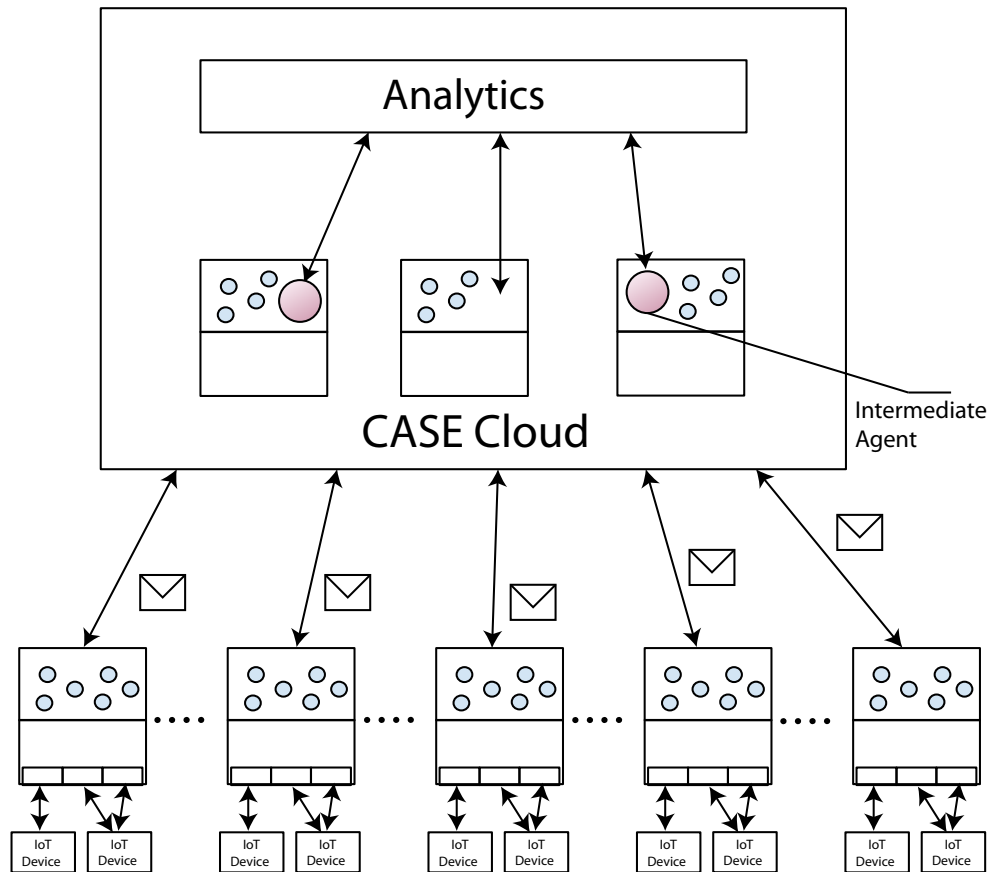 Analytics
Intermediate
Agent
CASE Cloud
IoT
Device
IoT
Device
IoT
Device
IoT
Device
IoT
Device
IoT
Device
IoT
Device
IoT
Device
IoT
Device
IoT
Device